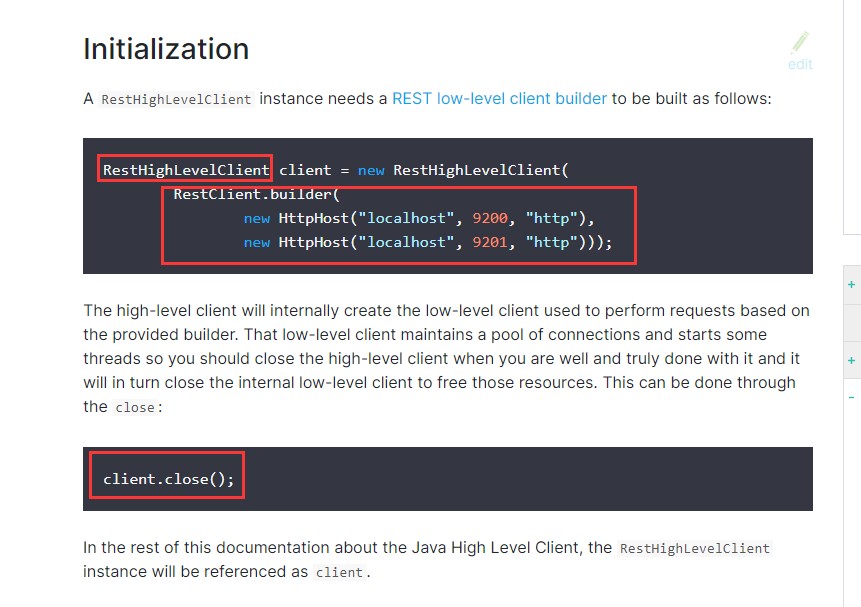 Initialization
edit
A RestHighLevelClient instance needs a REST low-level client builder to be built as follows:
RestHighLevelClient client = new RestHighLevelClient(
RestClient.builder(
new HttpHost("localhost", 9200, "http"),
new HttpHost("localhost", 9201, "http")));
The high-level client will internally create the low-level client used to perform requests based on
the provided builder. That low-level client maintains a pool of connections and starts some
threads so you should close the high-level client when you are well and truly done with it and it
will in turn close the internal low-level client to free those resources. This can be done through
the close:
client.close();
In the rest of this documentation about the Java High Level Client, the RestHighLevelClient
instance will be referenced as client.